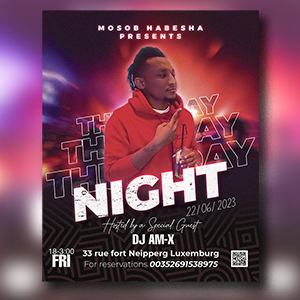 MOSOB HABESHA
PRESENTS
THURSDAY
THURSDAY
THURSDAY
NIGHT
22/06/2023
Hosted by a Special Guest
DJ AM-X
18-3:00
FRI
33 rue fort Neipperg Luxemburg
For reservations 00352691538975